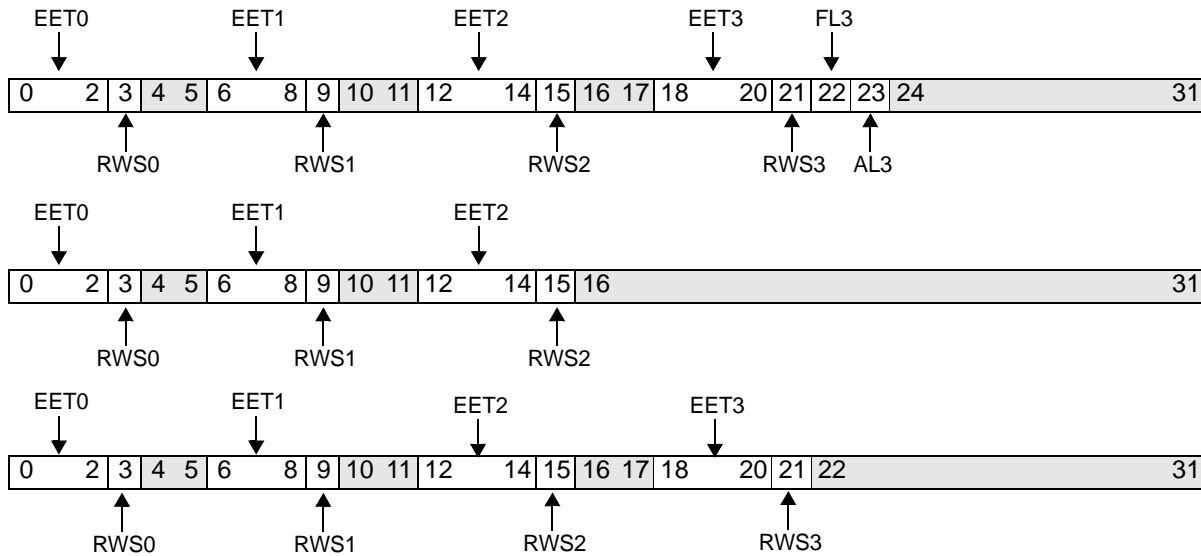 EET0 EET1 EET2 EET3 FL3
0 2 3 4 5 6 8 9 10 11 12 14 15 16 17 18 20 21 22 23 24 31
RWS0 RWS1 RWS2 RWS3 AL3
EET0 EET1 EET2
0 2 3 4 5 6 8 9 10 11 12 14 15 16 31
RWS0 RWS1 RWS2
EET0 EET1 EET2 EET3
0 2 3 4 5 6 8 9 10 11 12 14 15 16 17 18 20 21 22 31
RWS0 RWS1 RWS2 RWS3